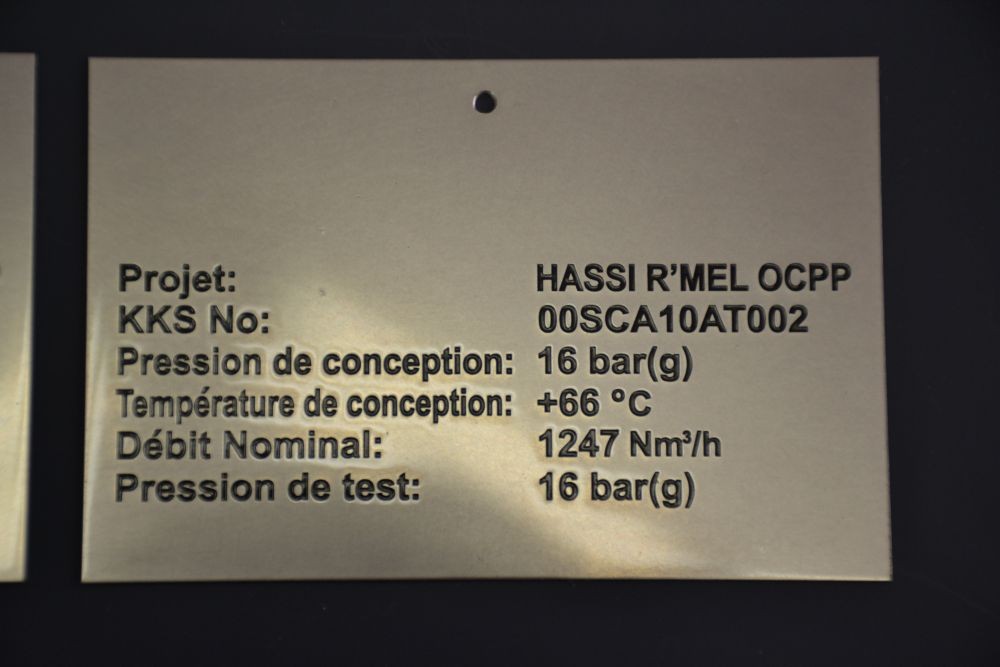 Projet: HASSI R’MEL OCPP
KKS No: 00SCA10AT002
Pression de conception: 16 bar(g)
Température de conception: +66 °C
Débit Nominal: 1247 Nm³/h
Pression de test: 16 bar(g)